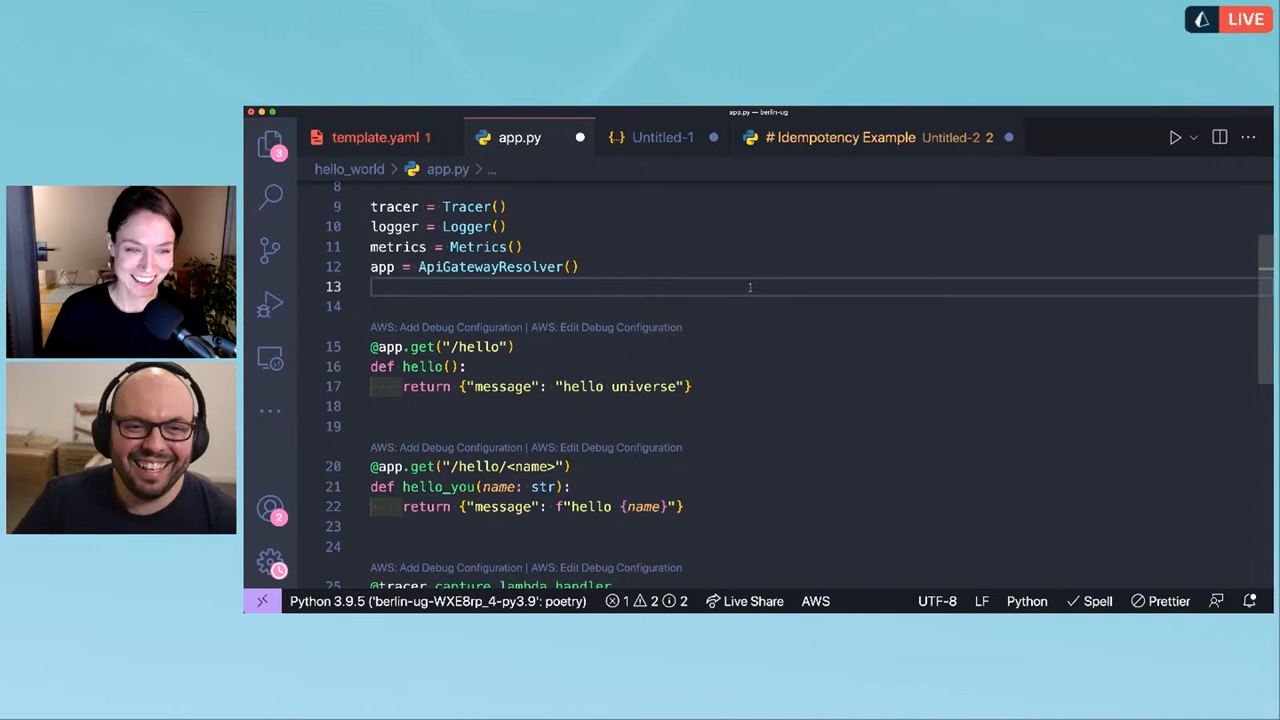 LIVE
app.py — berlin-ug
template.yaml 1
app.py
{..} Untitled-1
# Idempotency Example Untitled-2 2
hello_world > app.py > ...
3
8
9 tracer = Tracer()
10 logger = Logger()
11 metrics = Metrics()
12 app = ApiGatewayResolver()
13
14
AWS: Add Debug Configuration | AWS: Edit Debug Configuration
15 @app.get("/hello")
16 def hello():
17 ····return {"message": "hello universe"}
18
19
AWS: Add Debug Configuration | AWS: Edit Debug Configuration
20 @app.get("/hello/<name>")
21 def hello_you(name: str):
22 ····return {"message": f"hello {name}"}
2
23
24
AWS: Add Debug Configuration | AWS: Edit Debug Configuration
25 @tracer.capture_lambda_handler
Python 3.9.5 ('berlin-ug-WXE8rp_4-py3.9': poetry) 1 2 2 Live Share AWS UTF-8 LF Python Spell Prettier